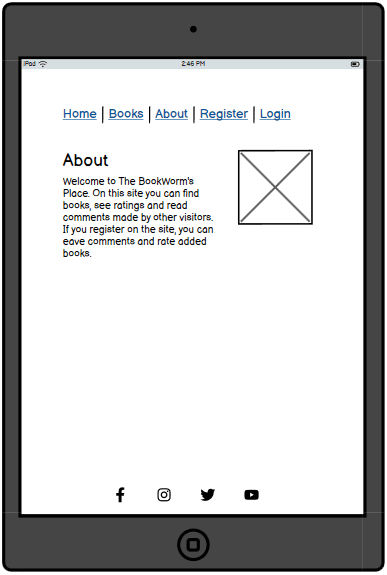 iPad 2:46 PM
Home | Books | About | Register | Login
About
Welcome to The BookWorm's
Place. On this site you can find
books, see ratings and read
comments made by other visitors.
If you register on the site, you can
eave comments and rate added
books.